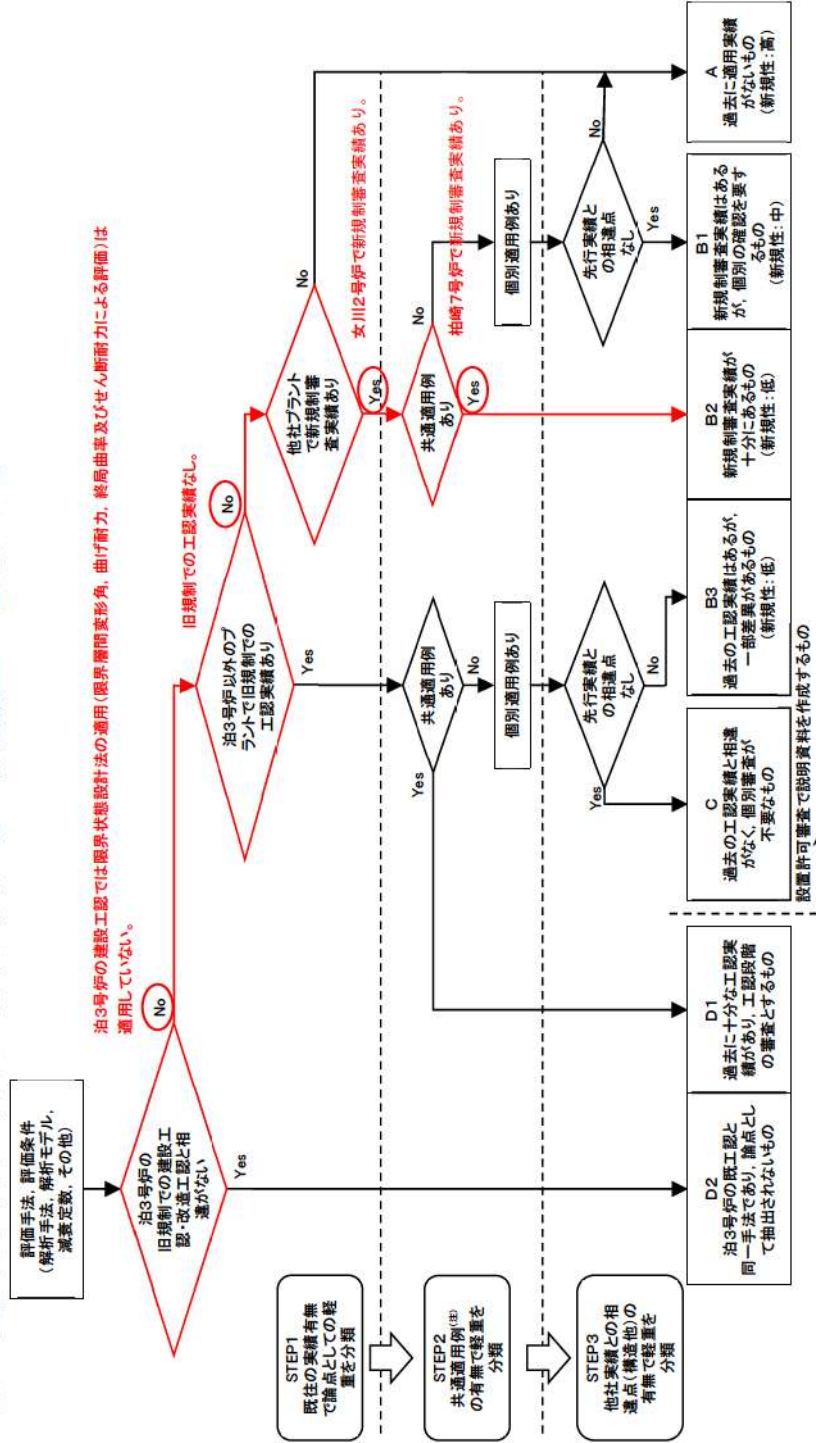 評価手法，評価条件
(解析手法，解析モデル，
減衰定数，その他)
泊3号炉の
旧規制での建設工
認・改造工認と相
違がない
Yes
No
泊3号炉の建設工認では限界状態設計法の適用(限界層間変形角，曲げ耐力，終局曲率及びせん断耐力による評価)は
適用していない。
泊3号炉以外のプ
ラントで旧規制での
工認実績あり
Yes
No
旧規制での工認実績なし。
他社プラント
で新規制審
査実績あり
No
Yes
女川2号炉で新規制審査実績あり。
STEP1
既往の実績有無
で論点としての軽
重を分類
STEP2
共通適用例(注)
の有無で軽重を
分類
STEP3
他社実績との相
違点(構造他)の
有無で軽重を
分類
共通適用例
あり
Yes
No
個別適用例あり
先行実績と
の相違点
なし
Yes
No
共通適用例
あり
Yes
No
柏崎7号炉で新規制審査実績あり。
個別適用例あり
先行実績と
の相違点
なし
Yes
No
D2
泊3号炉の既工認と
同一手法であり，論点とし
て抽出されないもの
D1
過去に十分な工認実
績があり，工認段階
の審査とするもの
C
過去の工認実績と相違
がなく，個別審査が
不要なもの
B3
過去の工認実績はあるが，
一部差異があるもの
(新規性：低)
B2
新規制審査実績が
十分にあるもの
(新規性：低)
B1
新規制審査実績はある
が，個別の確認を要す
るもの
(新規性：中)
A
過去に適用実績
がないもの
(新規性：高)
設置許可審査で説明資料を作成するもの